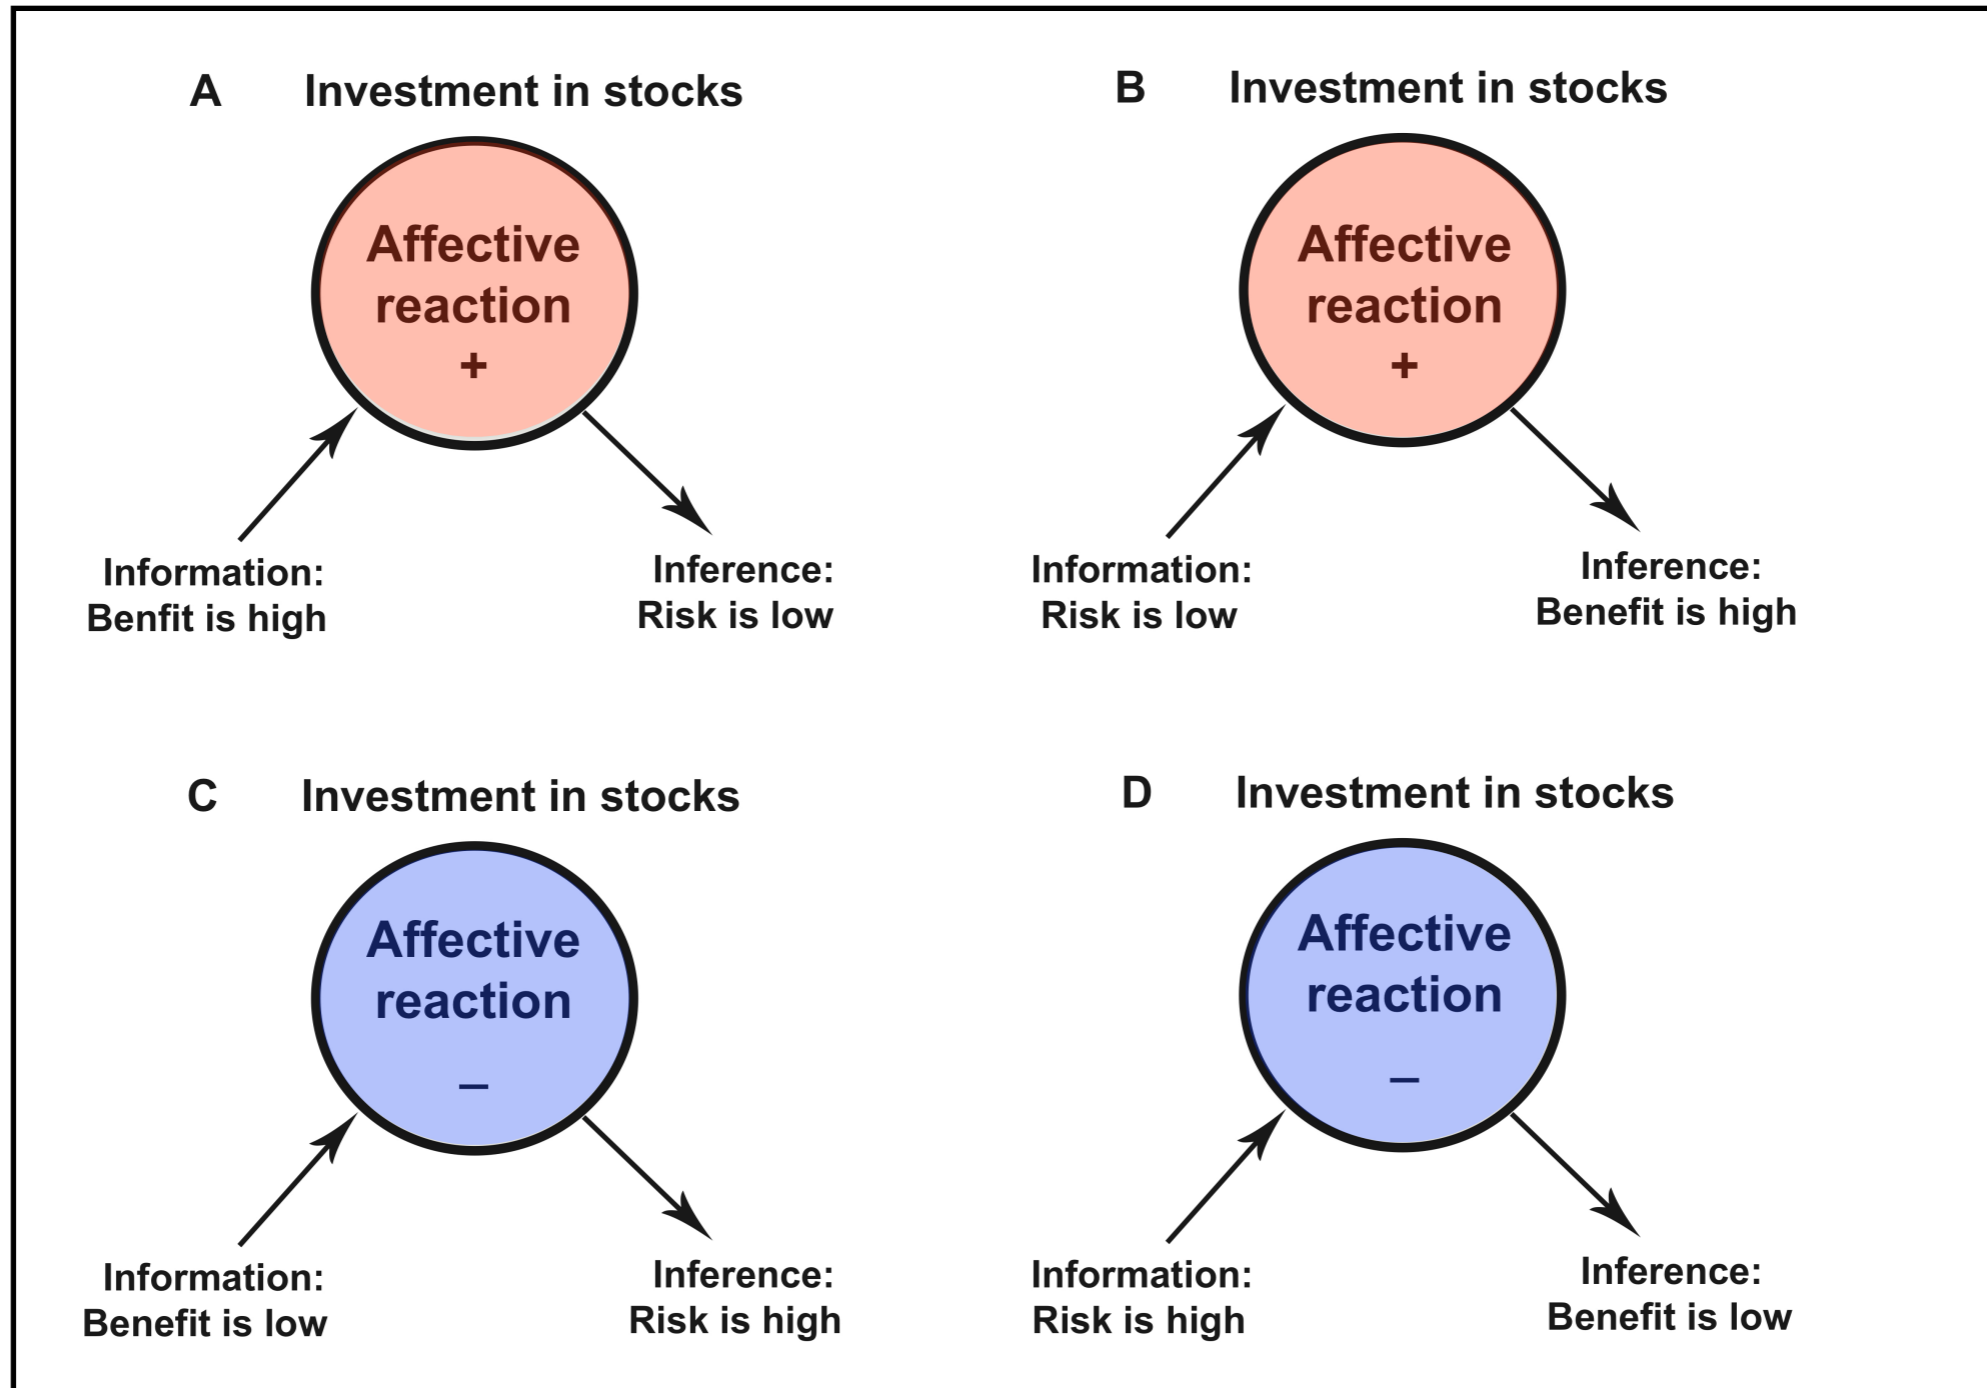 A Investment in stocks
Affective
reaction
+
Information:
Benfit is high
Inference:
Risk is low
B Investment in stocks
Affective
reaction
+
Information:
Risk is low
Inference:
Benefit is high
C Investment in stocks
Affective
reaction
–
Information:
Benefit is low
Inference:
Risk is high
D Investment in stocks
Affective
reaction
–
Information:
Risk is high
Inference:
Benefit is low